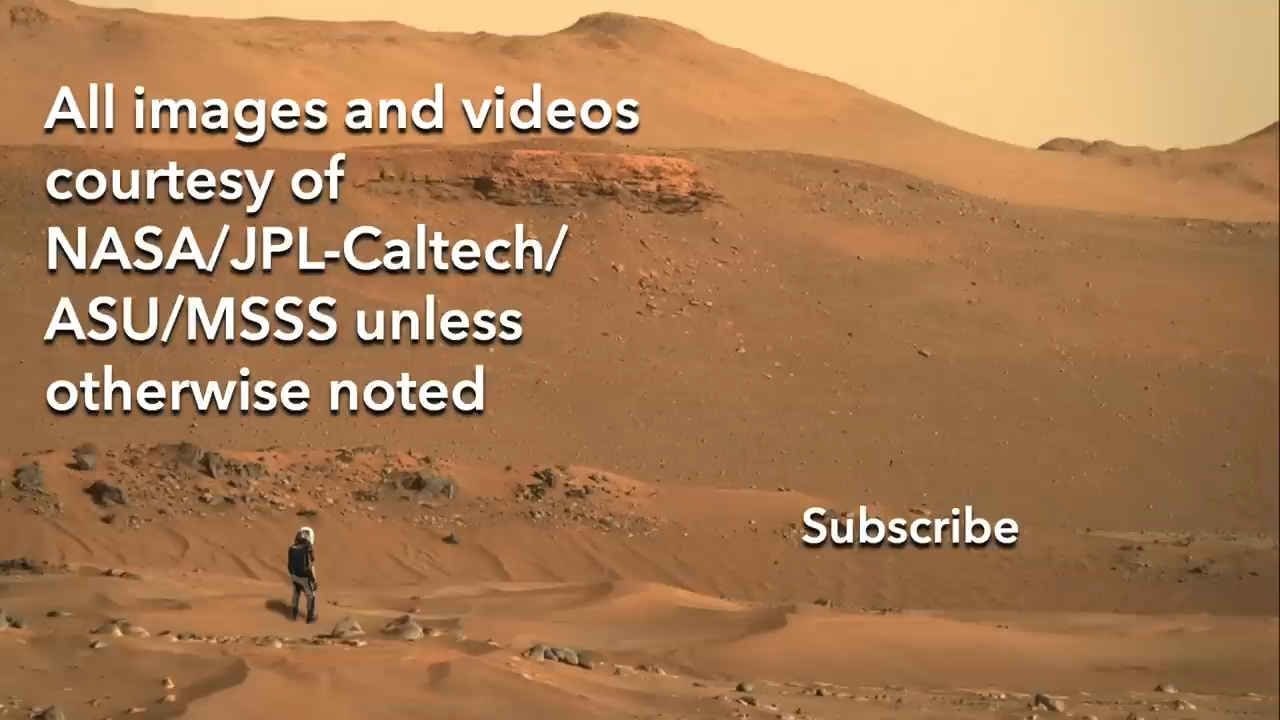 All images and videos
courtesy of
NASA/JPL-Caltech/
ASU/MSSS unless
otherwise noted
Subscribe